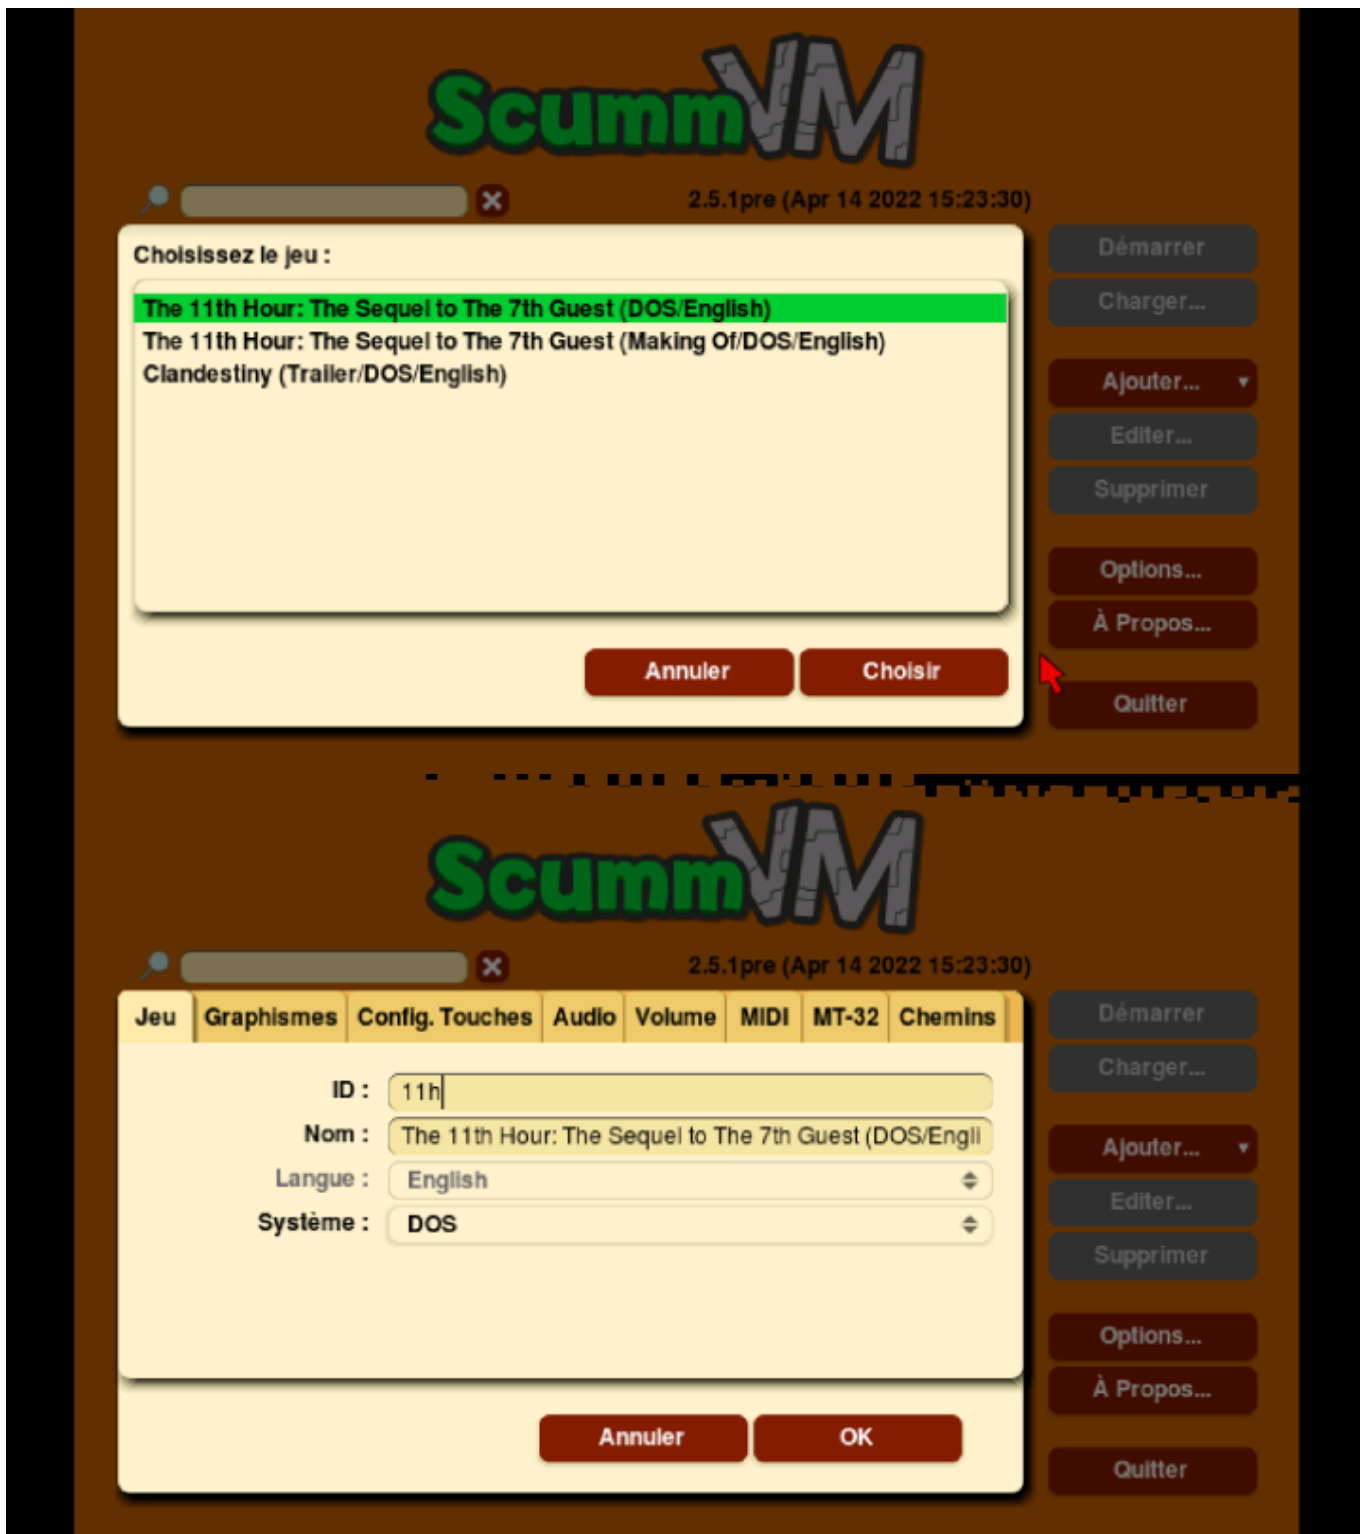 ScummVM
2.5.1pre (Apr 14 2022 15:23:30)
Choisissez le jeu :
The 11th Hour: The Sequel to The 7th Guest (DOS/English)
The 11th Hour: The Sequel to The 7th Guest (Making Of/DOS/English)
Clandestiny (Trailer/DOS/English)
Annuler
Choisir
Démarrer
Charger...
Ajouter...
Editer...
Supprimer
Options...
À Propos...
Quitter
ScummVM
2.5.1pre (Apr 14 2022 15:23:30)
Jeu Graphismes Config. Touches Audio Volume MIDI MT-32 Chemins
ID : 11h
Nom : The 11th Hour: The Sequel to The 7th Guest (DOS/Engli
Langue : English
Système : DOS
Annuler
OK
Démarrer
Charger...
Ajouter...
Editer...
Supprimer
Options...
À Propos...
Quitter